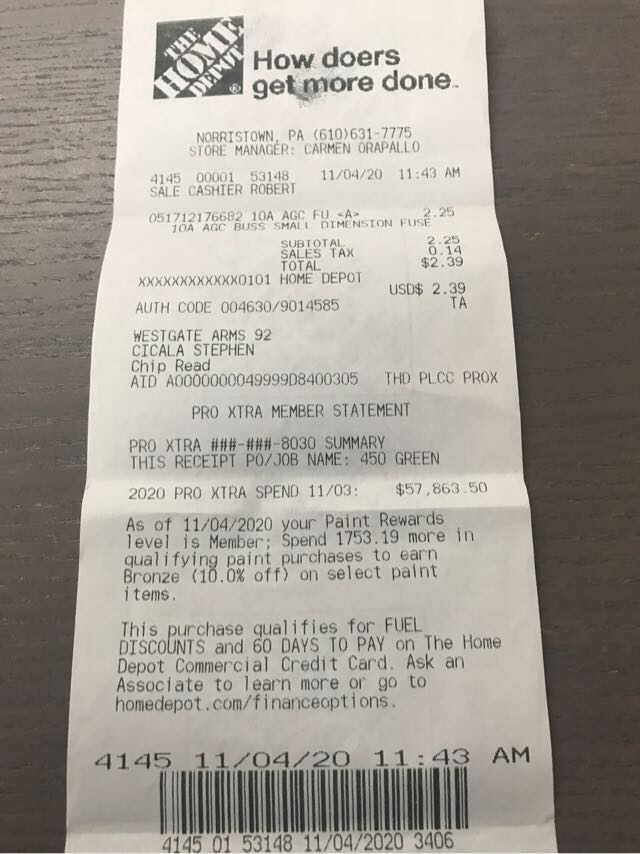 THE
HOME
DEPOT
®
How doers
get more done™
NORRISTOWN, PA (610)631-7775
STORE MANAGER: CARMEN ORAPALLO
4145 00001 53148 11/04/20 11:43 AM
SALE CASHIER ROBERT
051712176682 10A AGC FU <A> 2.25
10A AGC BUSS SMALL DIMENSION FUSE
SUBTOTAL 2.25
SALES TAX 0.14
TOTAL $2.39
XXXXXXXXXXXX0101 HOME DEPOT
USD$ 2.39
AUTH CODE 004630/9014585 TA
WESTGATE ARMS 92
CICALA STEPHEN
Chip Read
AID A0000000049999D8400305 THD PLCC PROX
PRO XTRA MEMBER STATEMENT
PRO XTRA ###-###-8030 SUMMARY
THIS RECEIPT PO/JOB NAME: 450 GREEN
2020 PRO XTRA SPEND 11/03: $57,863.50
As of 11/04/2020 your Paint Rewards
level is Member; Spend 1753.19 more in
qualifying paint purchases to earn
Bronze (10.0% off) on select paint
items.
This purchase qualifies for FUEL
DISCOUNTS and 60 DAYS TO PAY on The Home
Depot Commercial Credit Card. Ask an
Associate to learn more or go to
homedepot.com/financeoptions.
4145 11/04/20 11:43 AM
4145 01 53148 11/04/2020 3406